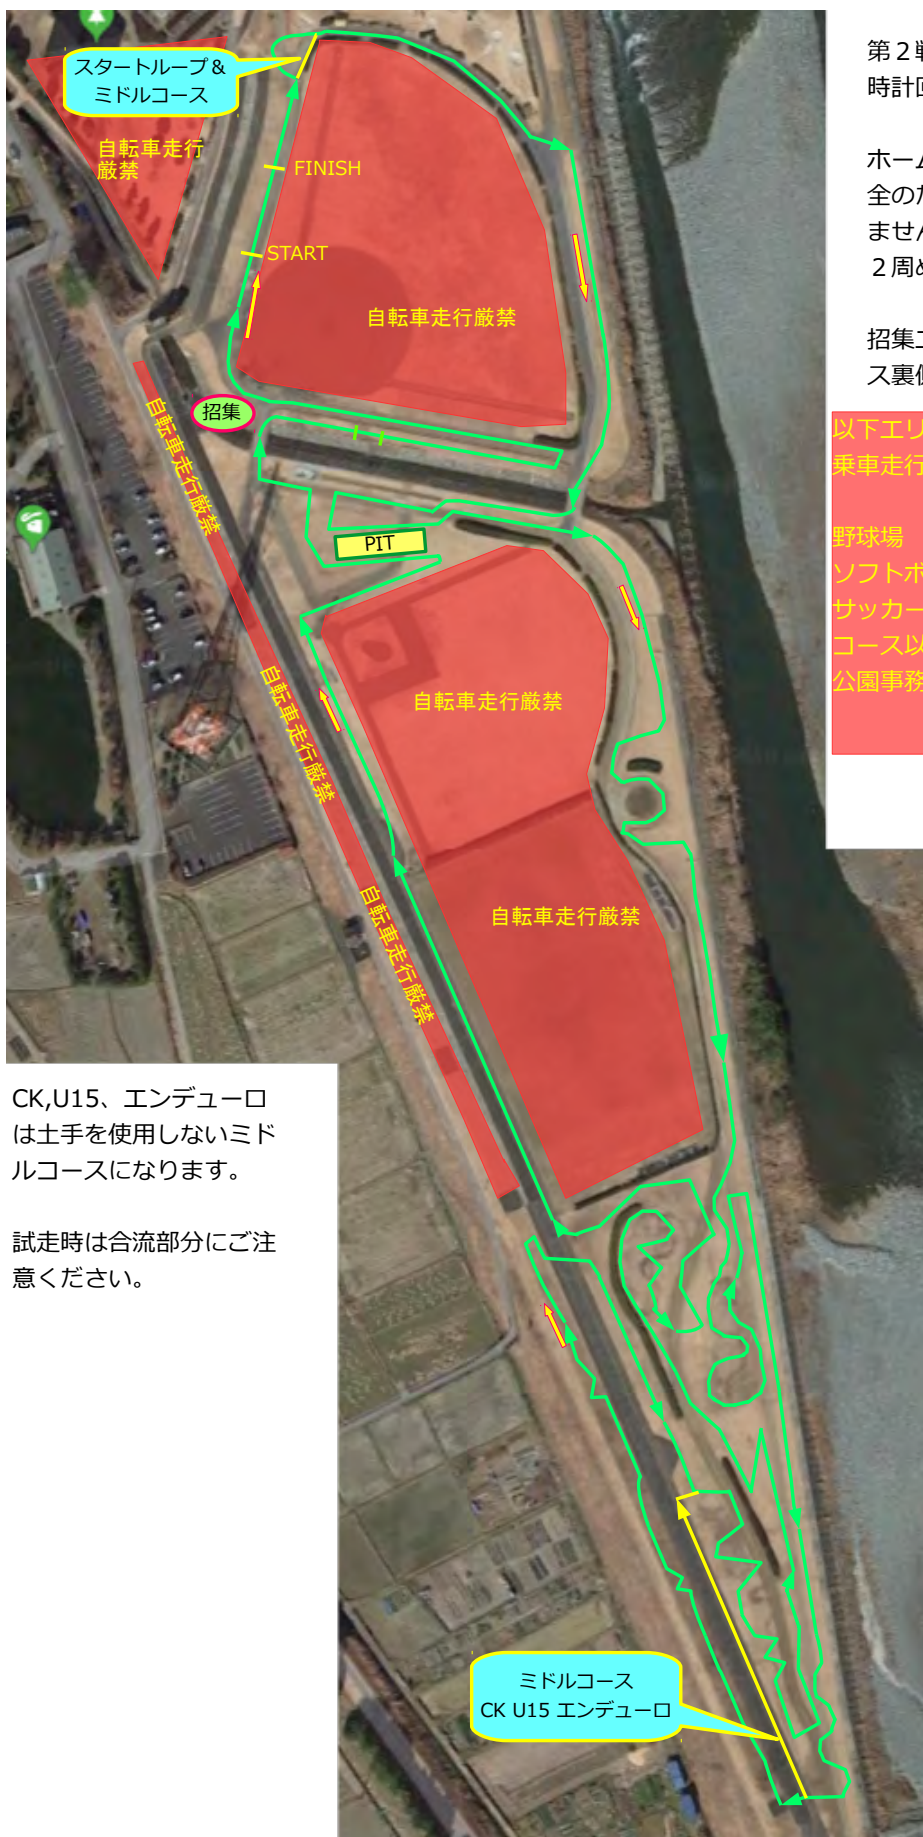 スタートループ＆
ミドルコース
自転車走行
厳禁
FINISH
START
自転車走行厳禁
招集
自転車走行厳禁
PIT
自転車走行厳禁
自転車走行厳禁
自転車走行厳禁
自転車走行厳禁
第２戦
時計回
ホーム
全のた
ません
２周め
招集エ
ス裏側
以下エリ
乗車走行
野球場
ソフトボ
サッカー
コース以
公園事務
CK,U15、エンデューロ
は土手を使用しないミド
ルコースになります。
試走時は合流部分にご注
意ください。
ミドルコース
CK U15 エンデューロ